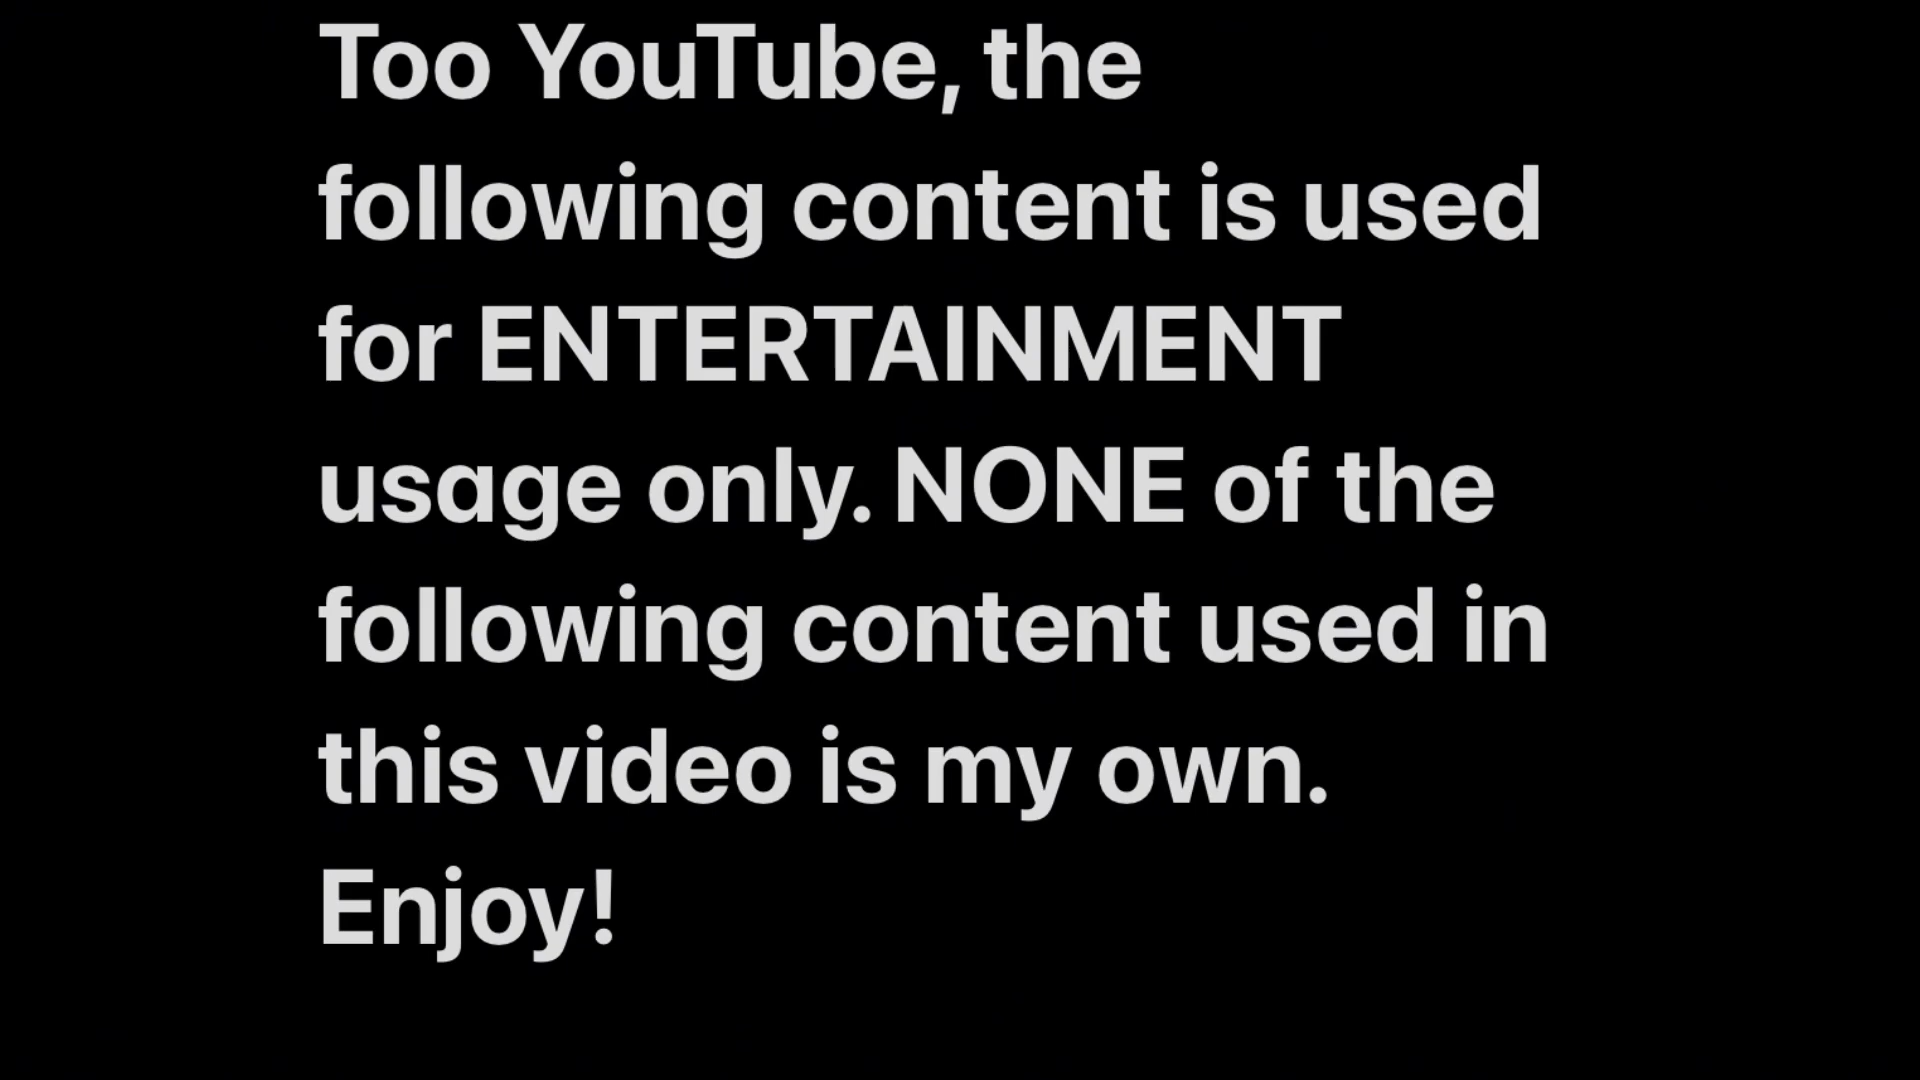 Too YouTube, the
following content is used
for ENTERTAINMENT
usage only. NONE of the
following content used in
this video is my own.
Enjoy!